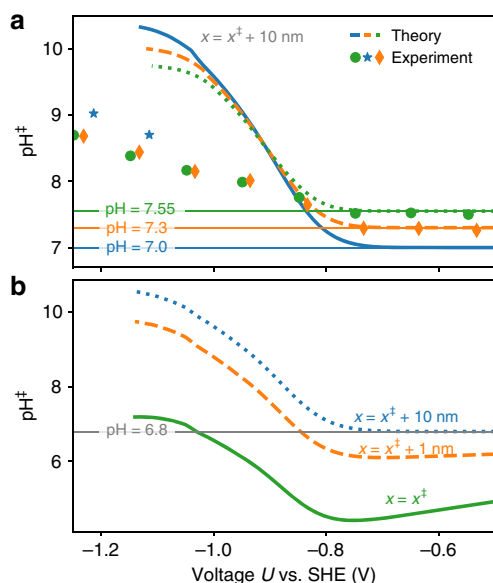 a
x = x‡ + 10 nm
Theory
Experiment
10
9
8
7
pH‡
pH = 7.55
pH = 7.3
pH = 7.0
b
10
8
6
pH‡
pH = 6.8
x = x‡ + 10 nm
x = x‡ + 1 nm
x = x‡
−1.2 −1.0 −0.8 −0.6
Voltage U vs. SHE (V)